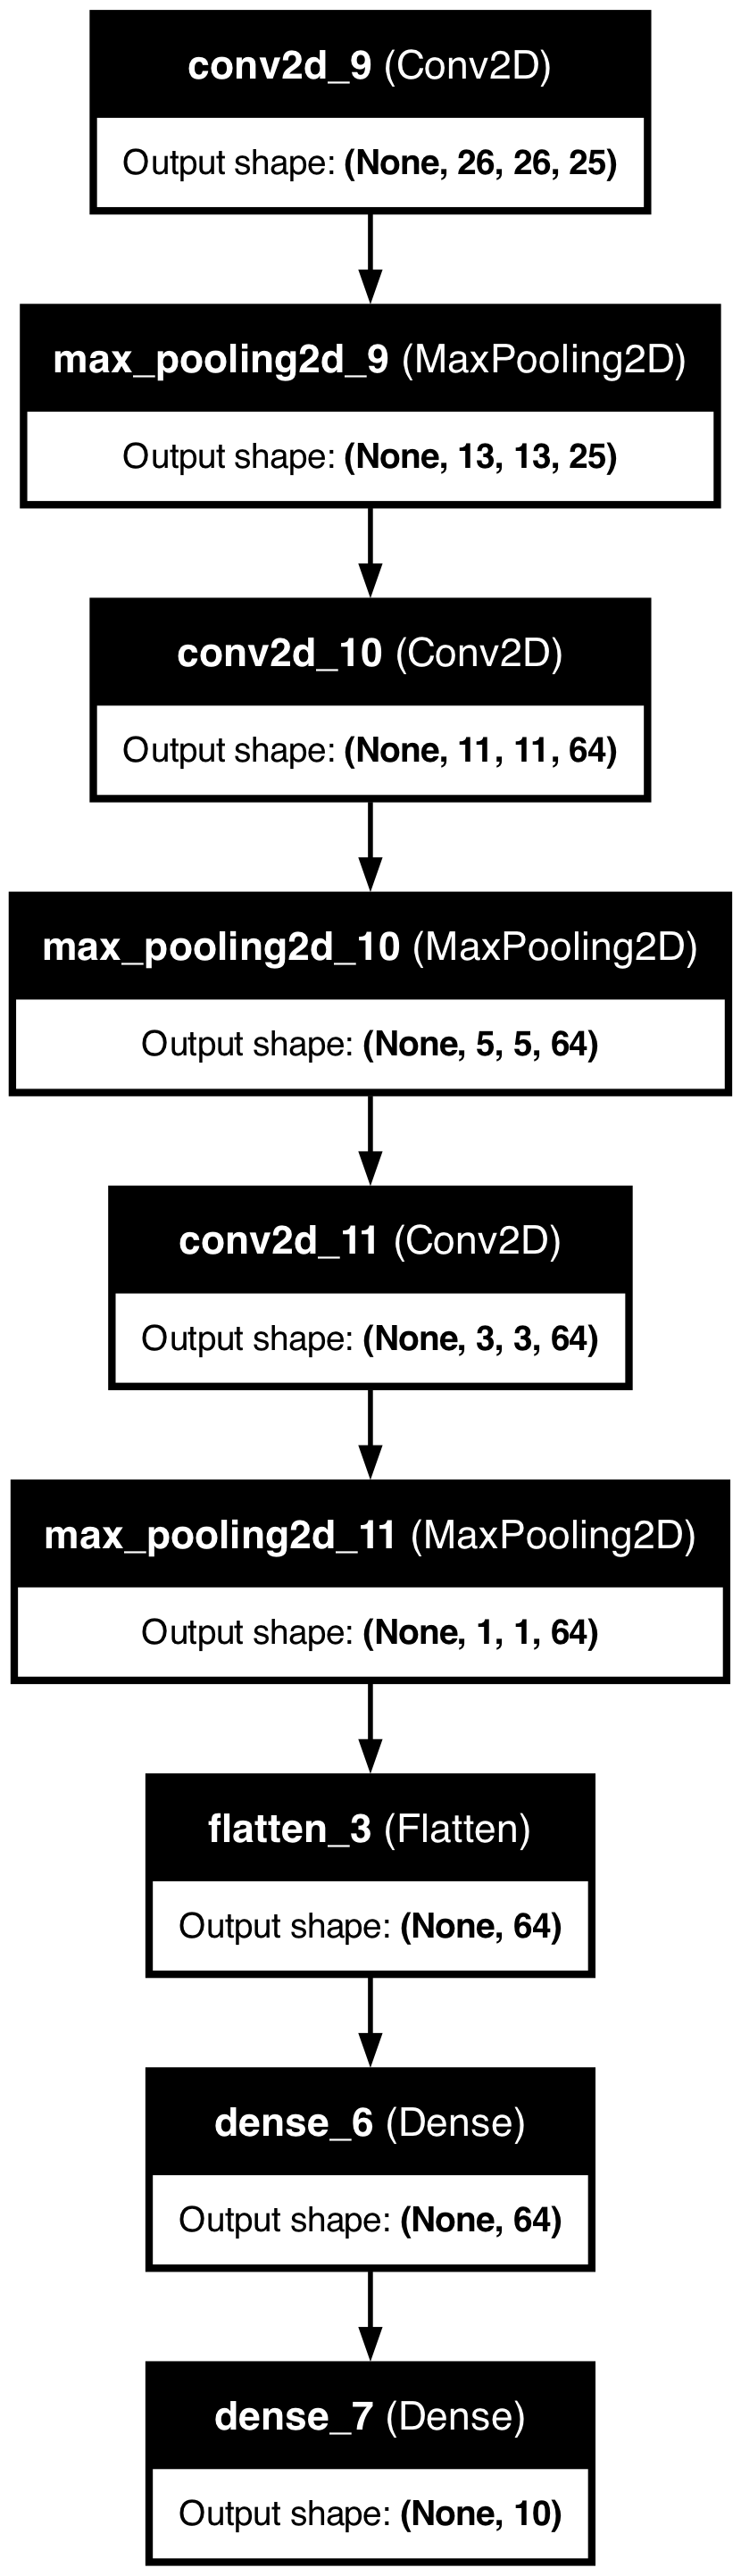 conv2d_9 (Conv2D)
Output shape: (None, 26, 26, 25)
max_pooling2d_9 (MaxPooling2D)
Output shape: (None, 13, 13, 25)
conv2d_10 (Conv2D)
Output shape: (None, 11, 11, 64)
max_pooling2d_10 (MaxPooling2D)
Output shape: (None, 5, 5, 64)
conv2d_11 (Conv2D)
Output shape: (None, 3, 3, 64)
max_pooling2d_11 (MaxPooling2D)
Output shape: (None, 1, 1, 64)
flatten_3 (Flatten)
Output shape: (None, 64)
dense_6 (Dense)
Output shape: (None, 64)
dense_7 (Dense)
Output shape: (None, 10)